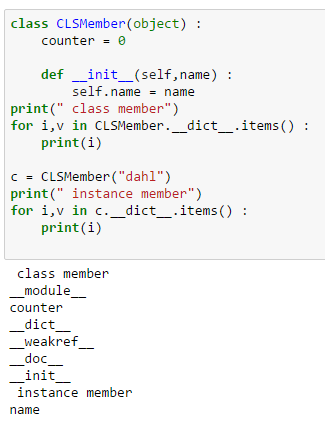 class CLSMember(object) :
    counter = 0

    def __init__(self,name) :
        self.name = name
print(" class member")
for i,v in CLSMember.__dict__.items() :
    print(i)

c = CLSMember("dahl")
print(" instance member")
for i,v in c.__dict__.items() :
    print(i)

 class member
__module__
counter
__dict__
__weakref__
__doc__
__init__
 instance member
name